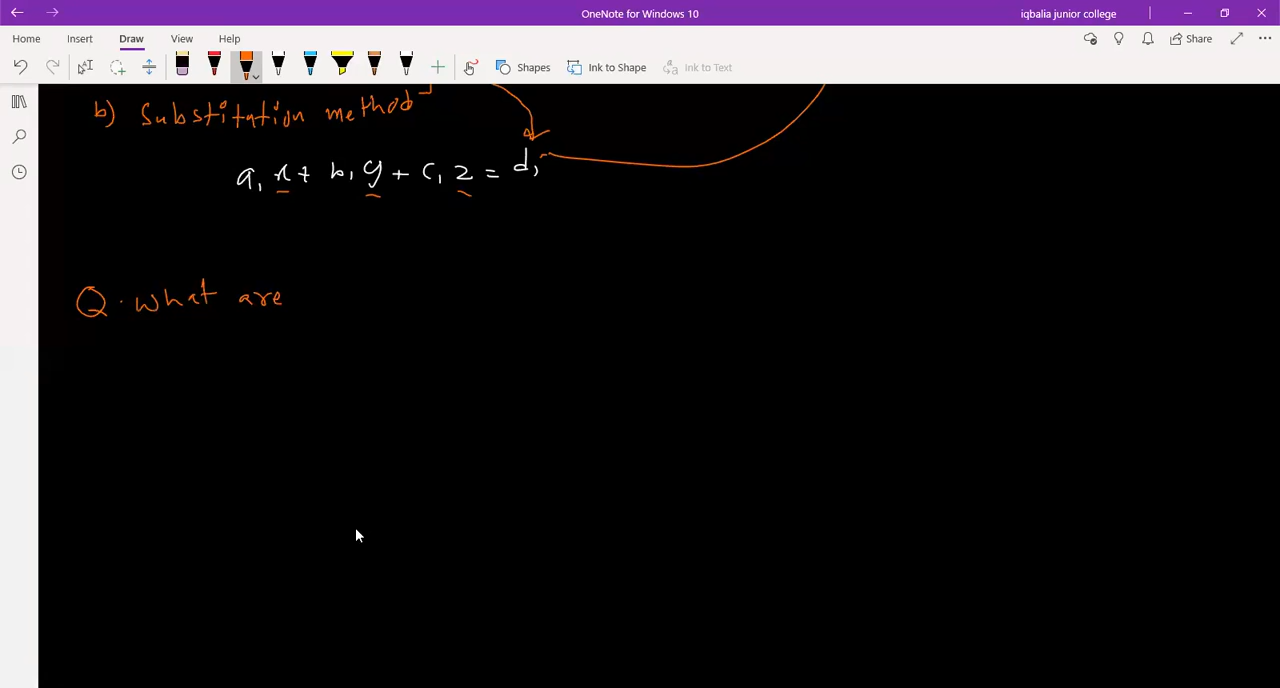 OneNote for Windows 10
iqbalia junior college
Home Insert Draw View Help
Share
Shapes
Ink to Shape
Ink to Text
b) Substitation method
a₁x + b₁y + c₁z = d₁
Q. What are